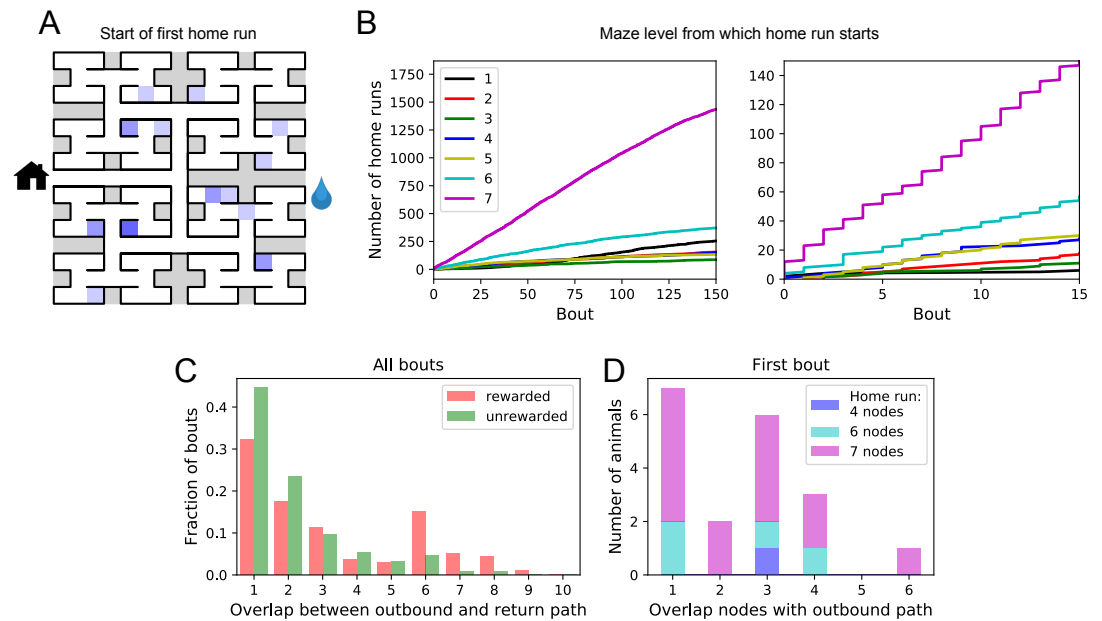 A
Start of first home run
B
Maze level from which home run starts
Number of home runs
1750
1500
1250
1000
750
500
250
0
1
2
3
4
5
6
7
0 25 50 75 100 125 150
Bout
140
120
100
80
60
40
20
0
0 5 10 15
Bout
C
All bouts
Fraction of bouts
0.4
0.3
0.2
0.1
0.0
rewarded
unrewarded
1 2 3 4 5 6 7 8 9 10
Overlap between outbound and return path
D
First bout
Number of animals
6
4
2
0
Home run:
4 nodes
6 nodes
7 nodes
1 2 3 4 5 6
Overlap nodes with outbound path